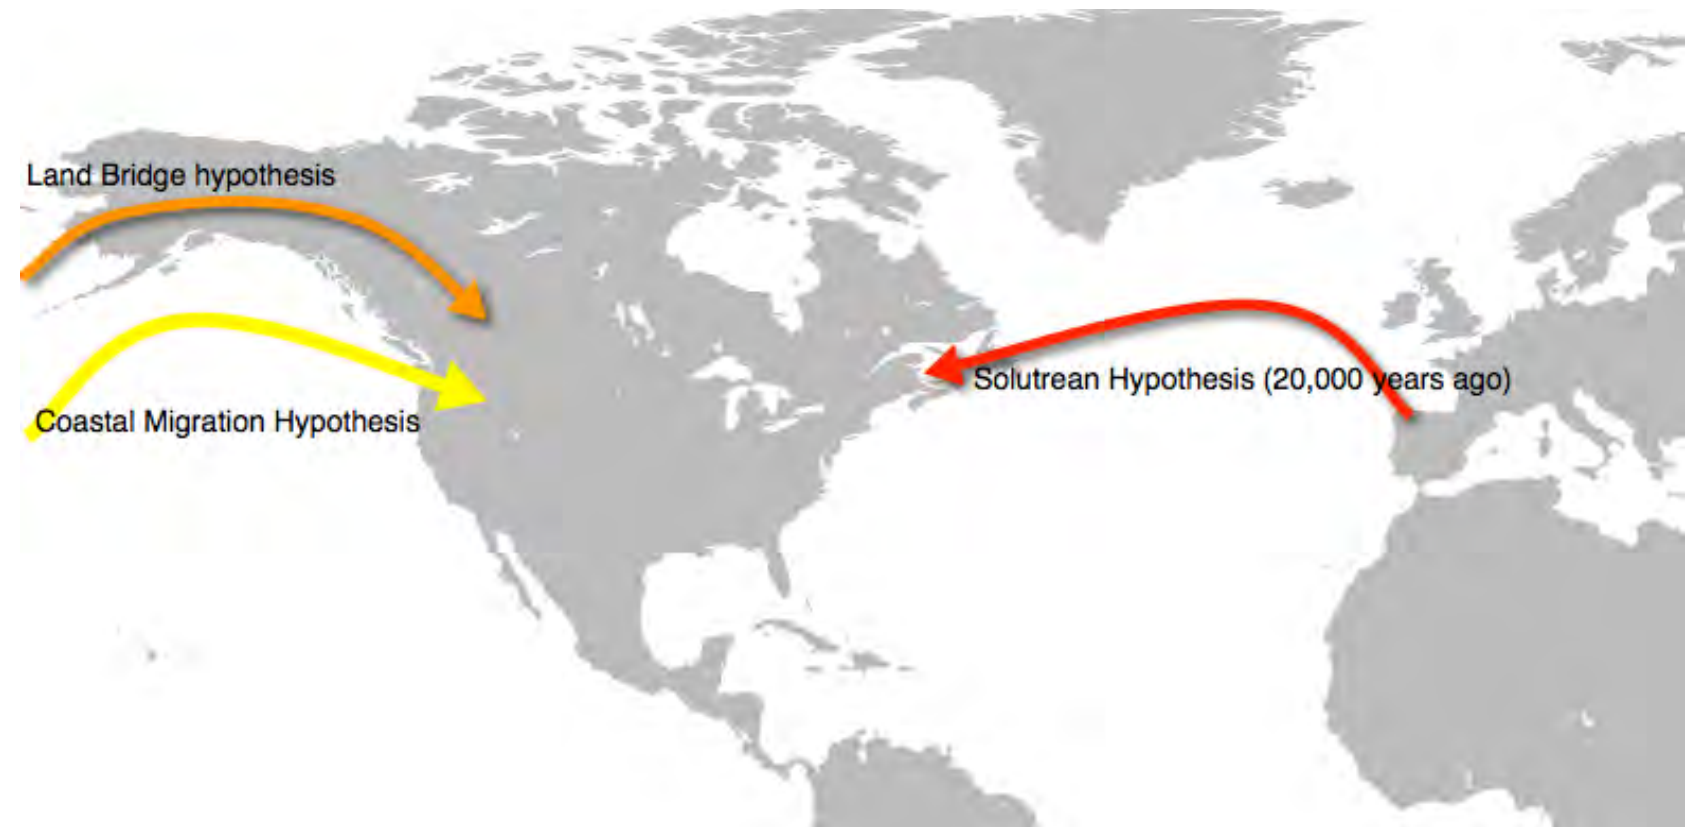 Land Bridge hypothesis
Solutrean Hypothesis (20,000 years ago)
Coastal Migration Hypothesis